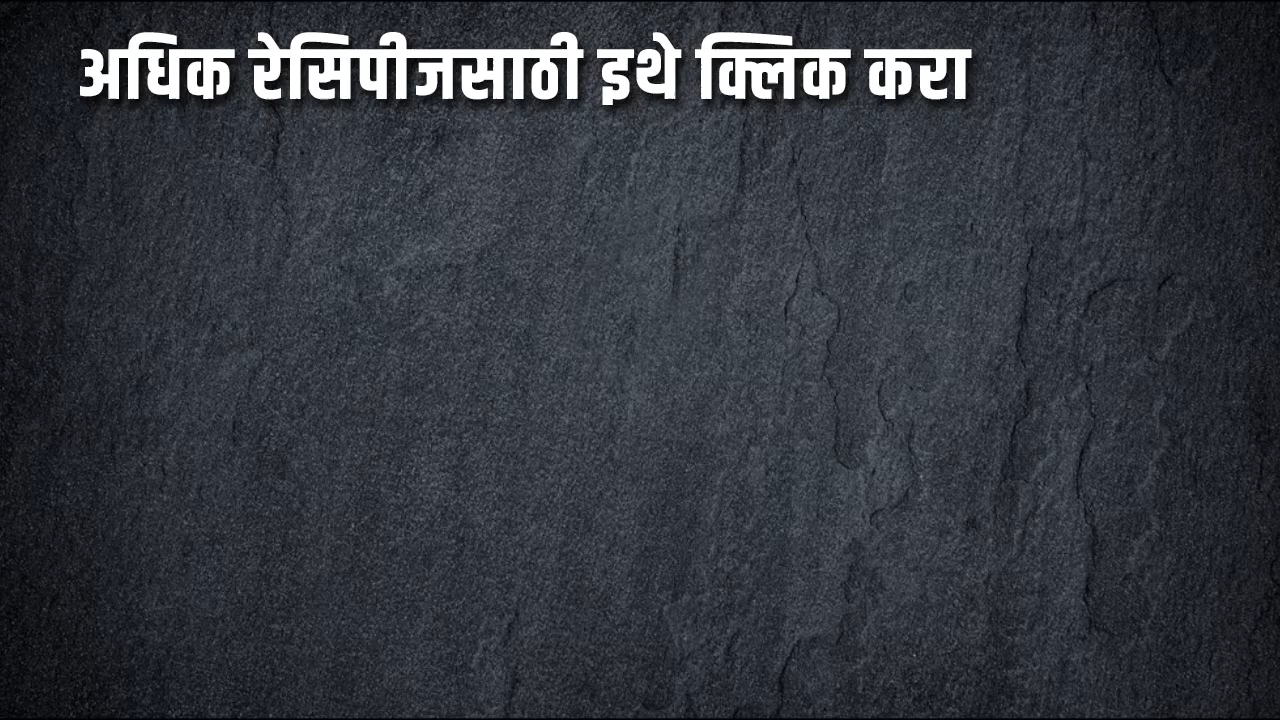 अधिक रेसिपीजसाठी इथे क्लिक करा